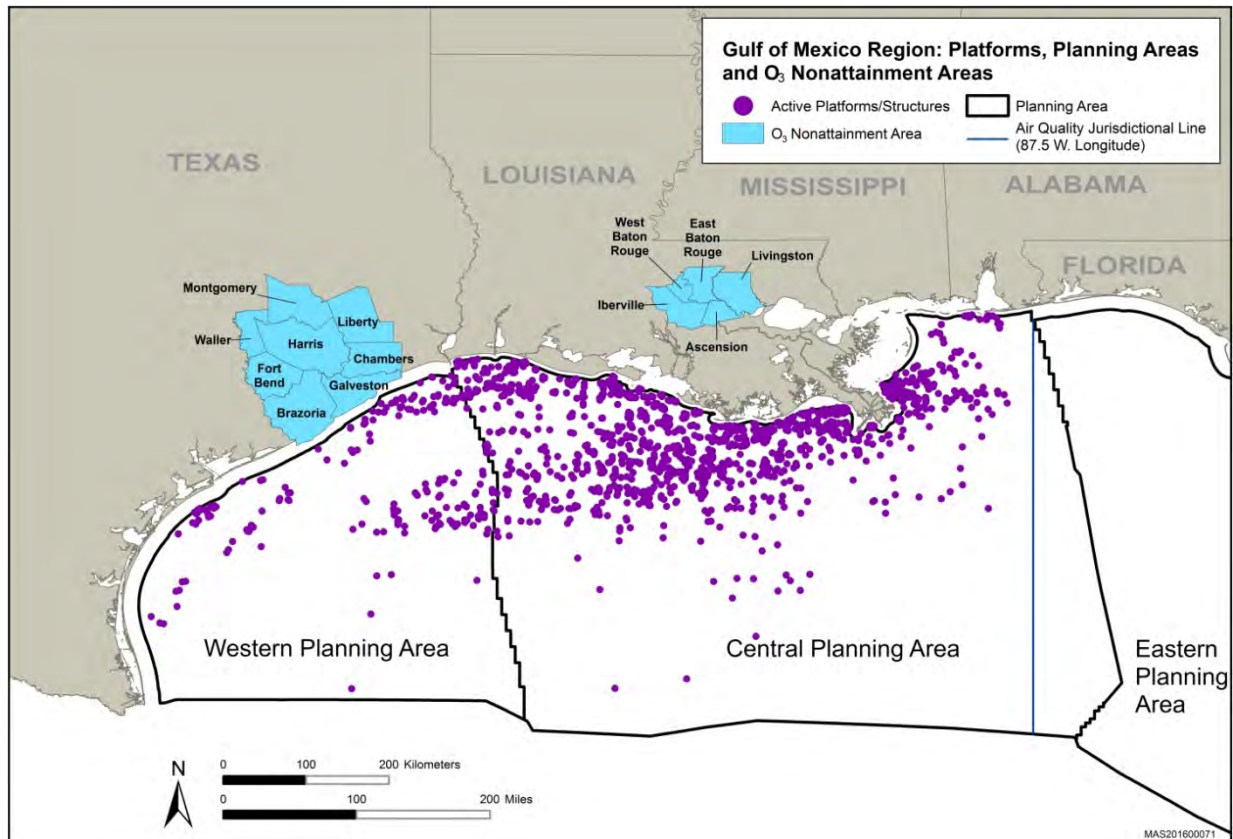 Gulf of Mexico Region: Platforms, Planning Areas
and O₃ Nonattainment Areas
Active Platforms/Structures
Planning Area
O₃ Nonattainment Area
Air Quality Jurisdictional Line
(87.5 W. Longitude)
TEXAS
LOUISIANA
MISSISSIPPI
ALABAMA
FLORIDA
West
Baton
Rouge
East
Baton
Rouge
Livingston
Iberville
Ascension
Montgomery
Liberty
Waller
Harris
Chambers
Fort
Bend
Galveston
Brazoria
Western Planning Area
Central Planning Area
Eastern
Planning
Area
N
0 100 200 Kilometers
0 100 200 Miles
MAS201600071